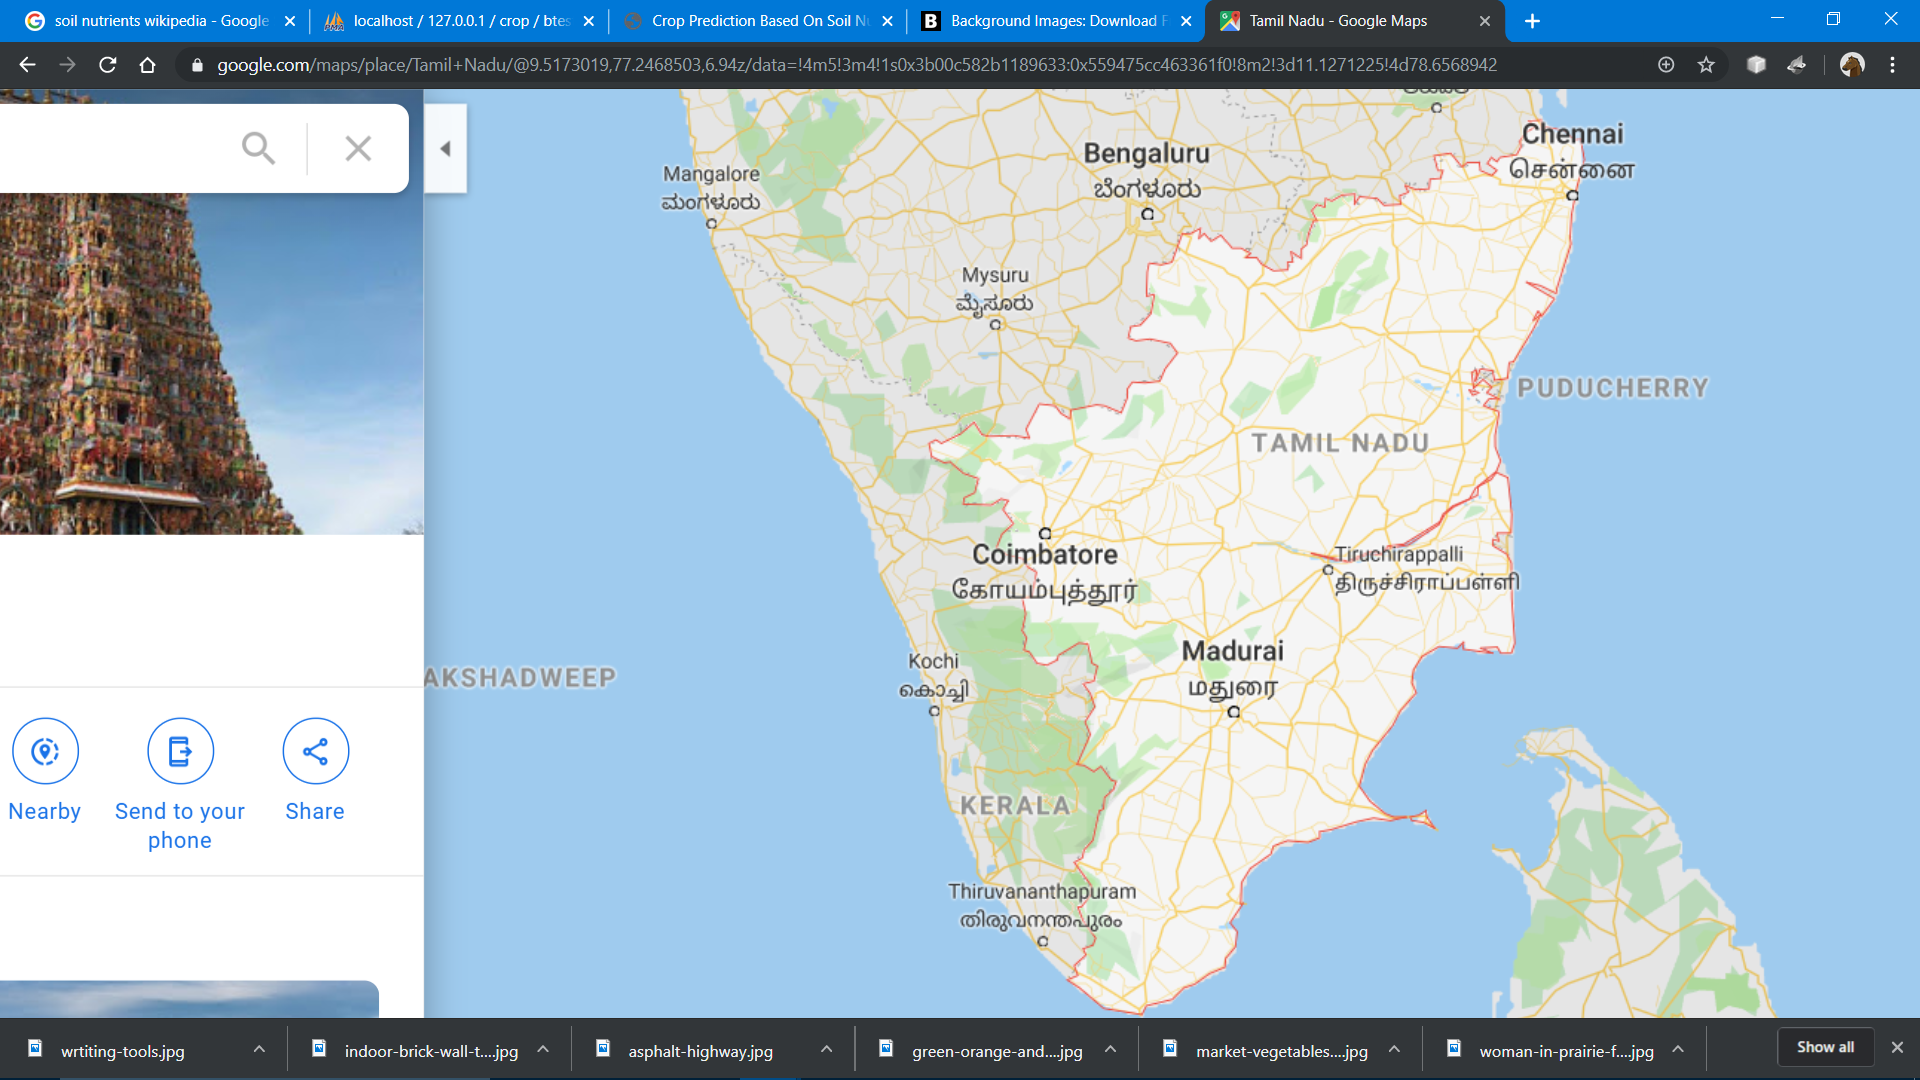 soil nutrients wikipedia - Google
localhost / 127.0.0.1 / crop / btes
Crop Prediction Based On Soil Nu
Background Images: Download F
Tamil Nadu - Google Maps
google.com/maps/place/Tamil+Nadu/@9.5173019,77.2468503,6.94z/data=!4m5!3m4!1s0x3b00c582b1189633:0x559475cc463361f0!8m2!3d11.1271225!4d78.6568942
Chennai
சென்னை
Bengaluru
ಬೆಂಗಳೂರು
Mangalore
ಮಂಗಳೂರು
Mysuru
ಮೈಸೂರು
PUDUCHERRY
TAMIL NADU
Coimbatore
கோயம்புத்தூர்
Tiruchirappalli
திருச்சிராப்பள்ளி
Madurai
மதுரை
Kochi
കൊച്ചി
AKSHADWEEP
KERALA
Thiruvananthapuram
തിരുവനന്തപുരം
Nearby
Send to your
phone
Share
wrtiting-tools.jpg
indoor-brick-wall-t....jpg
asphalt-highway.jpg
green-orange-and....jpg
market-vegetables....jpg
woman-in-prairie-f....jpg
Show all